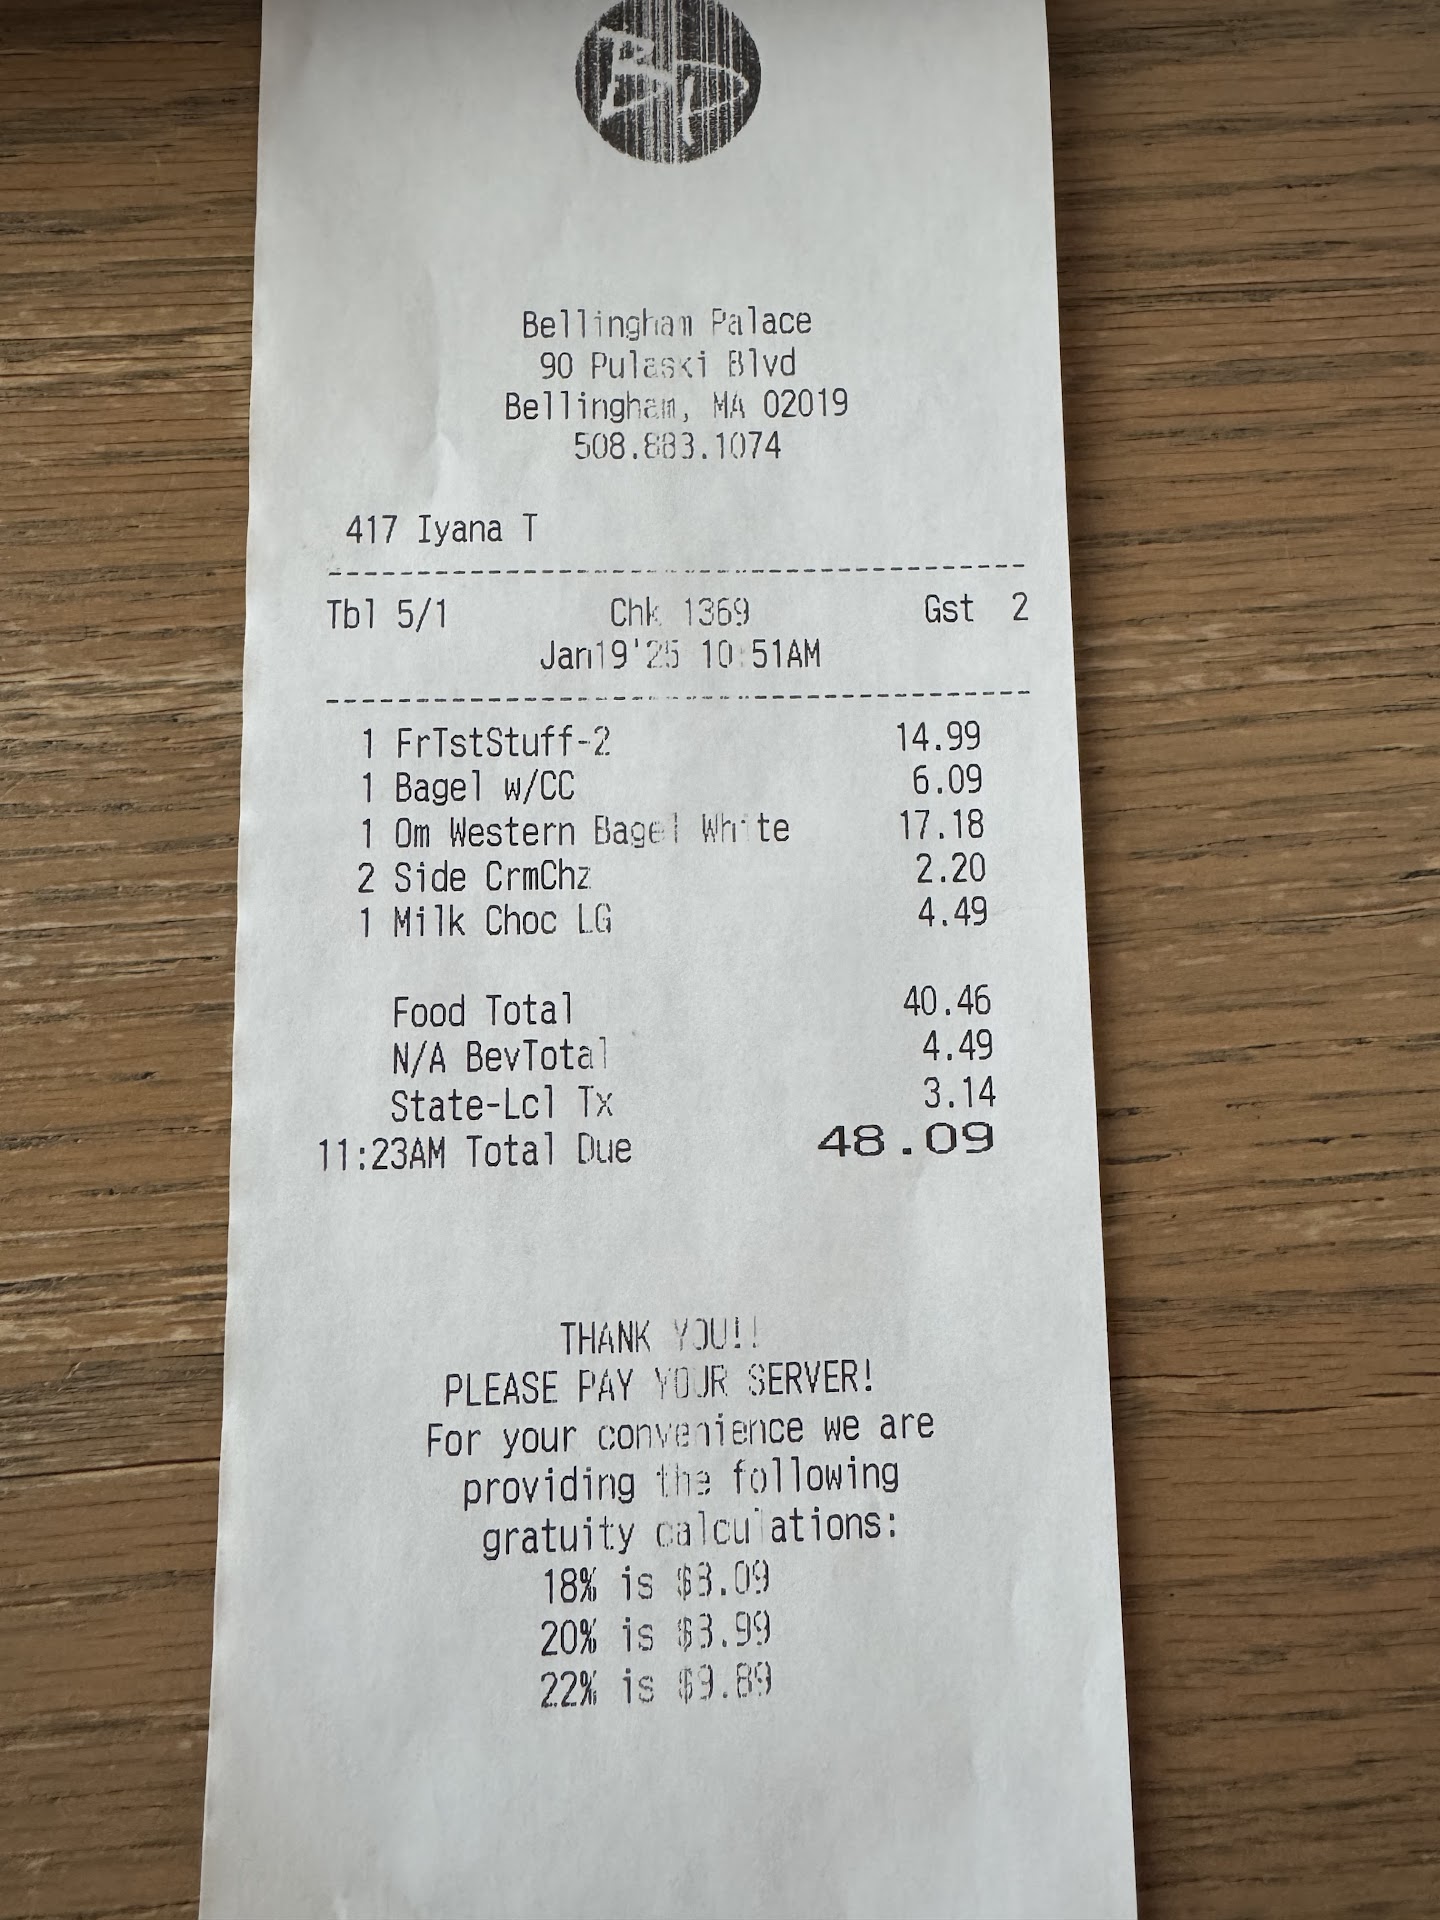 BP
Bellingham Palace
90 Pulaski Blvd
Bellingham, MA 02019
508.883.1074
417 Iyana T
Tbl 5/1 Chk 1369 Gst 2
Jan19'25 10:51AM
1 FrTstStuff-2 14.99
1 Bagel w/CC 6.09
1 Om Western Bagel White 17.18
2 Side CrmChz 2.20
1 Milk Choc LG 4.49
Food Total 40.46
N/A BevTotal 4.49
State-Lcl Tx 3.14
11:23AM Total Due 48.09
THANK YOU!!
PLEASE PAY YOUR SERVER!
For your convenience we are
providing the following
gratuity calculations:
18% is $8.09
20% is $8.99
22% is $9.89